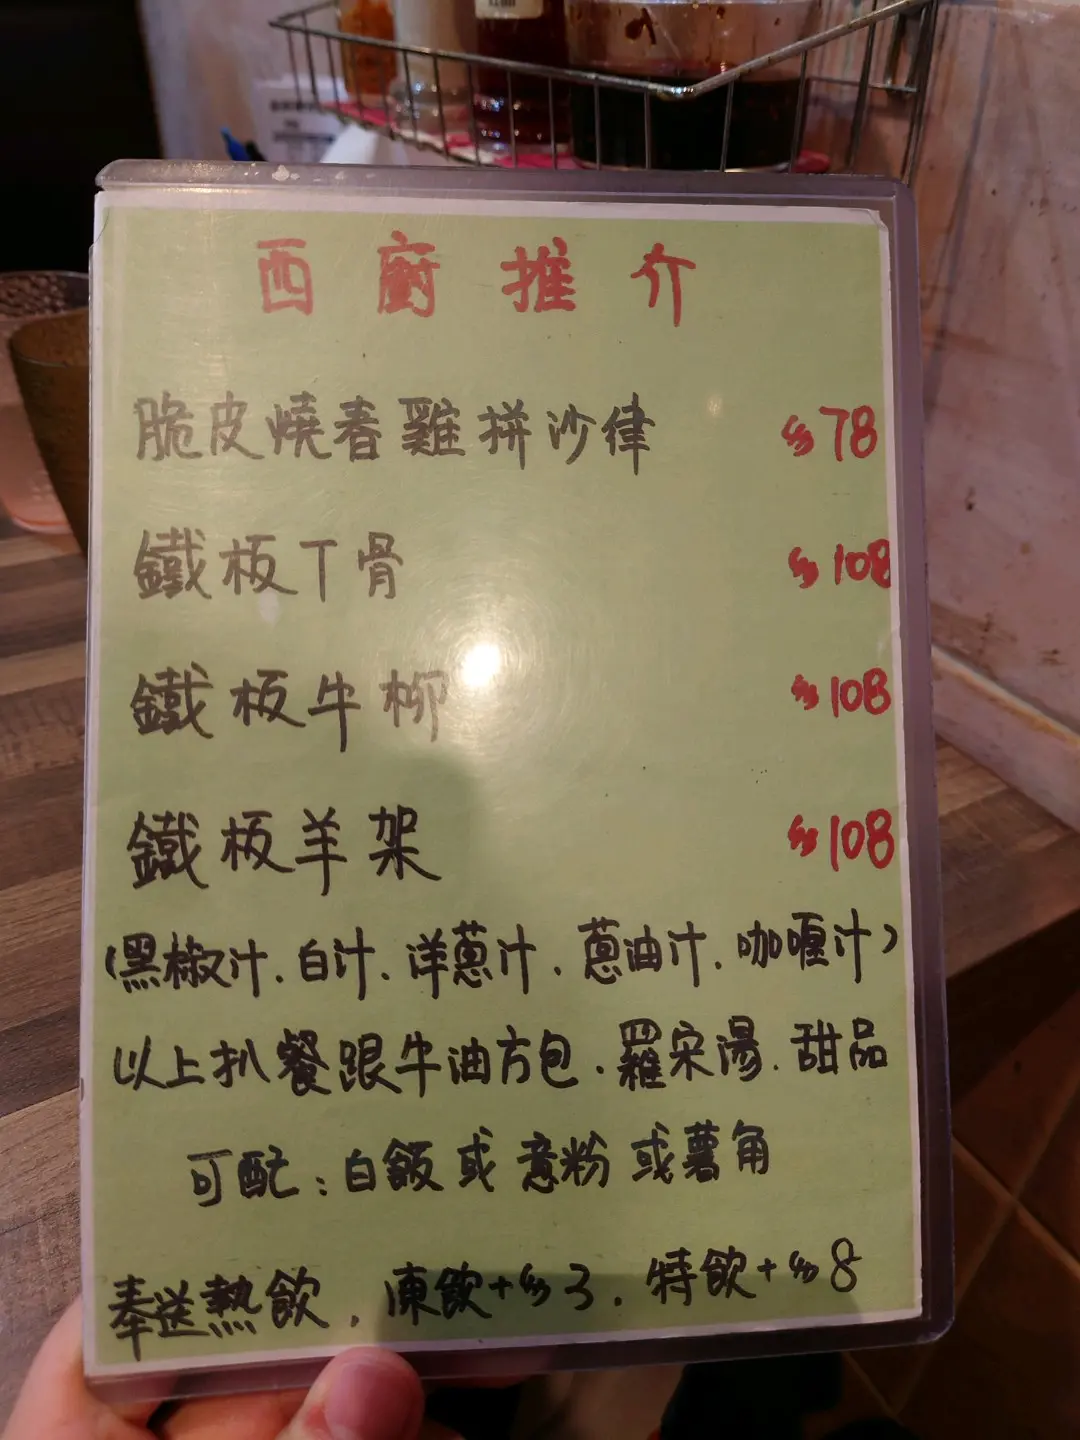 西廚推介
脆皮燒春雞拼沙律 $78
鐵板T骨 $108
鐵板牛柳 $108
鐵板羊架 $108
(黑椒汁.白汁.洋蔥汁.蔥油汁.咖喱汁)
以上扒餐跟牛油方包.羅宋湯.甜品
可配:白飯或意粉或薯角
奉送熱飲,凍飲+$3.特飲+$8